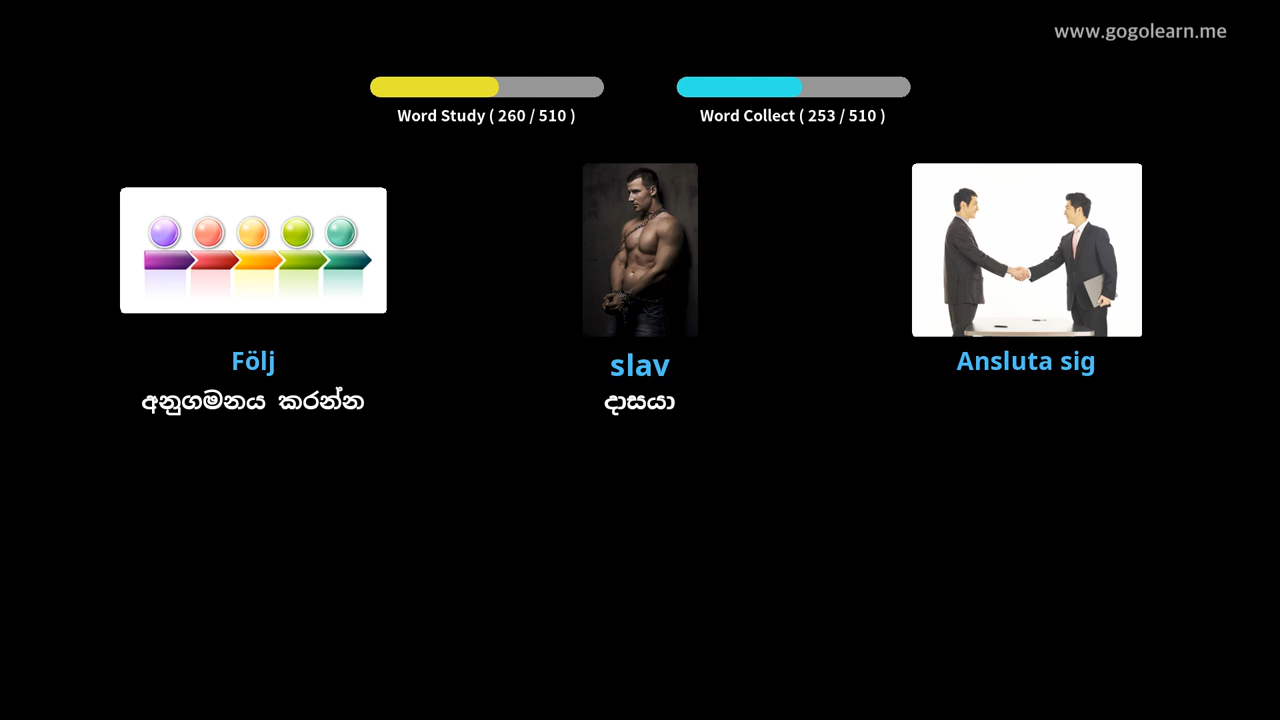 www.gogolearn.me
Word Study ( 260 / 510 )
Word Collect ( 253 / 510 )
Följ
slav
Ansluta sig
අනුගමනය කරන්න
දාසයා